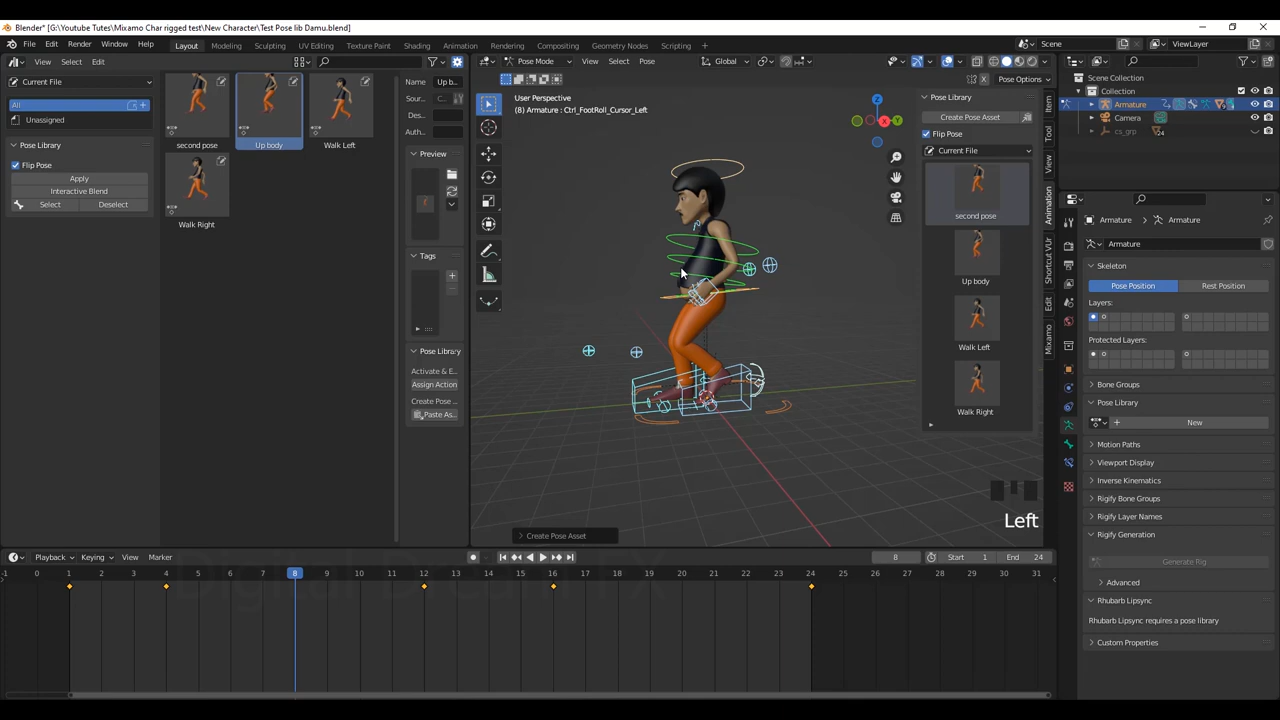 Blender* [G:\Youtube Tutes\Mixamo Char rigged test\New Character\Test Pose lib Damu.blend]
File Edit Render Window Help Layout Modeling Sculpting UV Editing Texture Paint Shading Animation Rendering Compositing Geometry Nodes Scripting + Scene ViewLayer
View Select Edit
Current File
All
Unassigned
Pose Library
Flip Pose
Apply
Interactive Blend
Select Deselect
second pose
Up body
Walk Left
Walk Right
Name Up b...
Sour...
Des...
Auth...
Preview
Tags
Pose Library
Activate & E...
Assign Action
Create Pose ...
Paste As...
Pose Mode View Select Pose Global
Pose Options
User Perspective
(8) Armature : Ctrl_FootRoll_Cursor_Left
Z
X
Y
Left
Create Pose Asset
Pose Library
Create Pose Asset
Flip Pose
Current File
second pose
Up body
Walk Left
Walk Right
Item
Tool
View
Animation
Shortcut VUr
Edit
Mixamo
Scene Collection
Collection
Armature
Camera
cs_grp
Armature Armature
Armature
Skeleton
Pose Position Rest Position
Layers:
Protected Layers:
Bone Groups
Pose Library
New
Motion Paths
Viewport Display
Inverse Kinematics
Rigify Bone Groups
Rigify Layer Names
Rigify Generation
Generate Rig
Advanced
Rhubarb Lipsync
Rhubarb Lipsync requires a pose library
Custom Properties
Playback Keying View Marker 8 Start 1 End 24
-1 0 1 2 3 4 5 6 7 8 9 10 11 12 13 14 15 16 17 18 19 20 21 22 23 24 25 26 27 28 29 30 31